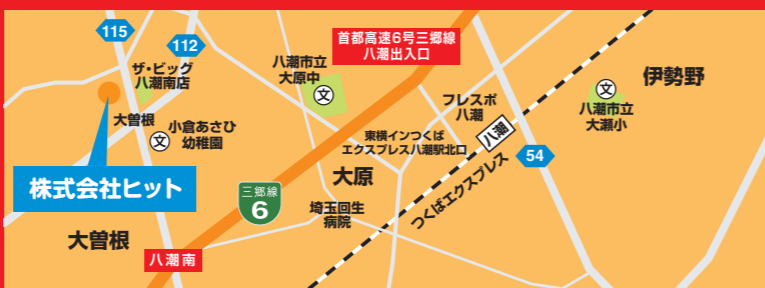 115
112
ザ・ビッグ
八潮南店
大曽根
小倉あさひ
幼稚園
文
株式会社ヒット
大曽根
八潮南
三郷線
6
八潮市立
大原中
文
首都高速6号三郷線
八潮出入口
フレスポ
八潮
東横インつくば
エクスプレス八潮駅北口
大原
埼玉回生
病院
八潮
つくばエクスプレス
54
文
八潮市立
大瀬小
伊勢野